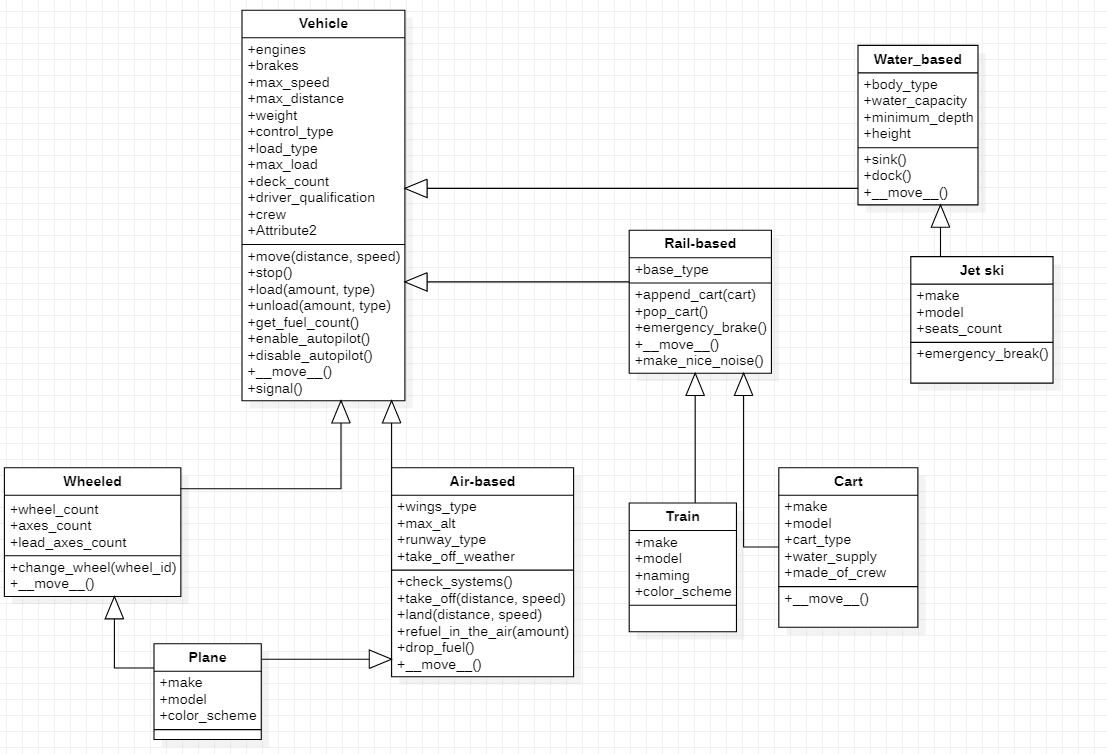 Vehicle
+engines
+brakes
+max_speed
+max_distance
+weight
+control_type
+load_type
+max_load
+deck_count
+driver_qualification
+crew
+Attribute2
+move(distance, speed)
+stop()
+load(amount, type)
+unload(amount, type)
+get_fuel_count()
+enable_autopilot()
+disable_autopilot()
+__move__()
+signal()
Water_based
+body_type
+water_capacity
+minimum_depth
+height
+sink()
+dock()
+__move__()
Rail-based
+base_type
+append_cart(cart)
+pop_cart()
+emergency_brake()
+__move__()
+make_nice_noise()
Jet ski
+make
+model
+seats_count
+emergency_break()
Wheeled
+wheel_count
+axes_count
+lead_axes_count
+change_wheel(wheel_id)
+__move__()
Air-based
+wings_type
+max_alt
+runway_type
+take_off_weather
+check_systems()
+take_off(distance, speed)
+land(distance, speed)
+refuel_in_the_air(amount)
+drop_fuel()
+__move__()
Train
+make
+model
+naming
+color_scheme
Cart
+make
+model
+cart_type
+water_supply
+made_of_crew
+__move__()
Plane
+make
+model
+color_scheme